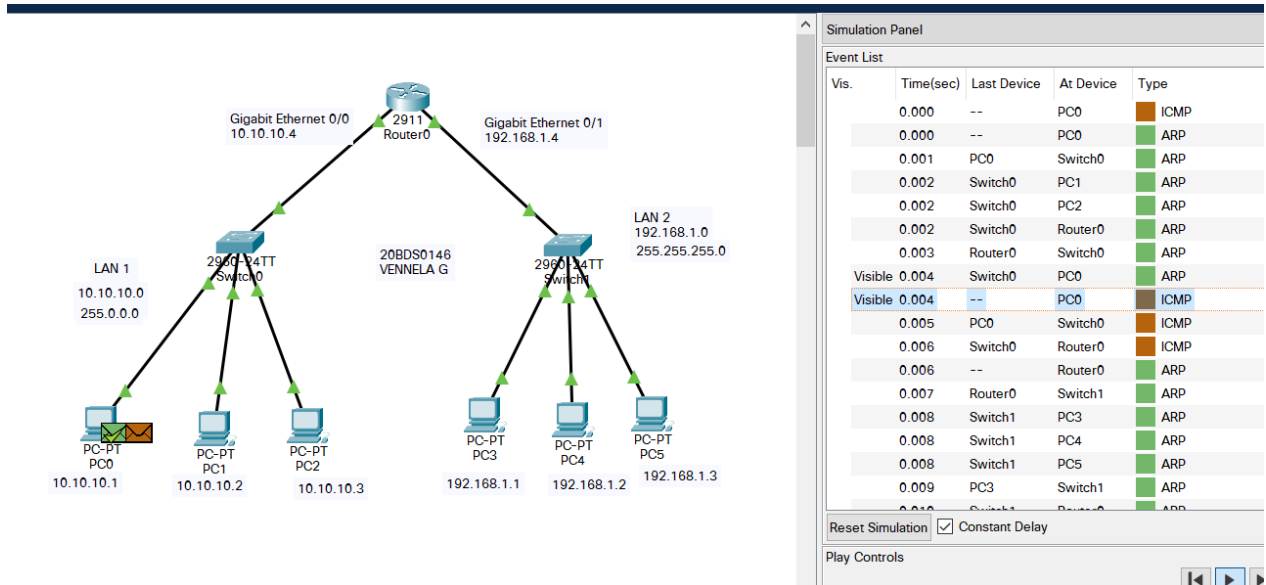 Gigabit Ethernet 0/0
10.10.10.4
2911
Router0
Gigabit Ethernet 0/1
192.168.1.4
LAN 1
10.10.10.0
255.0.0.0
2960-24TT
Switch0
20BDS0146
VENNELA G
2960-24TT
Switch1
LAN 2
192.168.1.0
255.255.255.0
PC-PT
PC0
10.10.10.1
PC-PT
PC1
10.10.10.2
PC-PT
PC2
10.10.10.3
PC-PT
PC3
192.168.1.1
PC-PT
PC4
192.168.1.2
PC-PT
PC5
192.168.1.3
Simulation Panel
Event List
Vis. Time(sec) Last Device At Device Type
0.000 -- PC0 ICMP
0.000 -- PC0 ARP
0.001 PC0 Switch0 ARP
0.002 Switch0 PC1 ARP
0.002 Switch0 PC2 ARP
0.002 Switch0 Router0 ARP
0.003 Router0 Switch0 ARP
Visible 0.004 Switch0 PC0 ARP
Visible 0.004 -- PC0 ICMP
0.005 PC0 Switch0 ICMP
0.006 Switch0 Router0 ICMP
0.006 -- Router0 ARP
0.007 Router0 Switch1 ARP
0.008 Switch1 PC3 ARP
0.008 Switch1 PC4 ARP
0.008 Switch1 PC5 ARP
0.009 PC3 Switch1 ARP
0.010 Switch1 Router0 ARP
Reset Simulation Constant Delay
Play Controls